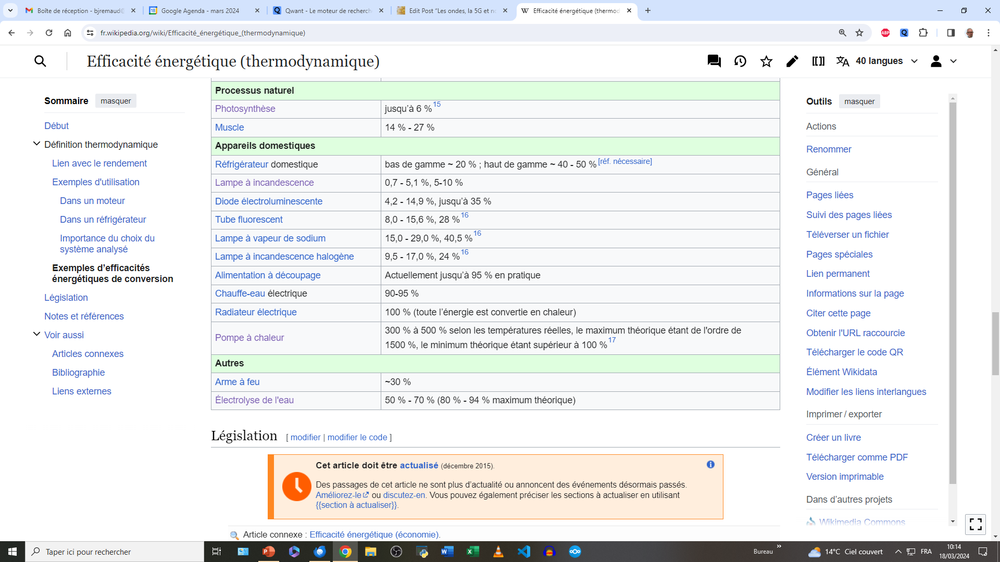 Boîte de réception - bjremaud@
Google Agenda - mars 2024
Qwant - Le moteur de recherch
Edit Post “Les ondes, la 5G et no
Efficacité énergétique (thermod
fr.wikipedia.org/wiki/Efficacité_énergétique_(thermodynamique)
ABP
Efficacité énergétique (thermodynamique)
40 langues
Sommaire
masquer
Début
Définition thermodynamique
Lien avec le rendement
Exemples d'utilisation
Dans un moteur
Dans un réfrigérateur
Importance du choix du
système analysé
Exemples d’efficacités
énergétiques de conversion
Législation
Notes et références
Voir aussi
Articles connexes
Bibliographie
Liens externes
Processus naturel
Photosynthèse jusqu’à 6 % 15
Muscle 14 % - 27 %
Appareils domestiques
Réfrigérateur domestique bas de gamme ~ 20 % ; haut de gamme ~ 40 - 50 % [réf. nécessaire]
Lampe à incandescence 0,7 - 5,1 %, 5-10 %
Diode électroluminescente 4,2 - 14,9 %, jusqu’à 35 %
Tube fluorescent 8,0 - 15,6 %, 28 % 16
Lampe à vapeur de sodium 15,0 - 29,0 %, 40,5 % 16
Lampe à incandescence halogène 9,5 - 17,0 %, 24 % 16
Alimentation à découpage Actuellement jusqu’à 95 % en pratique
Chauffe-eau électrique 90-95 %
Radiateur électrique 100 % (toute l’énergie est convertie en chaleur)
Pompe à chaleur 300 % à 500 % selon les températures réelles, le maximum théorique étant de l'ordre de
1500 %, le minimum théorique étant supérieur à 100 % 17
Autres
Arme à feu ~30 %
Électrolyse de l'eau 50 % - 70 % (80 % - 94 % maximum théorique)
Législation [ modifier | modifier le code ]
Cet article doit être actualisé (décembre 2015).
Des passages de cet article ne sont plus d’actualité ou annoncent des événements désormais passés.
Améliorez-le ou discutez-en. Vous pouvez également préciser les sections à actualiser en utilisant
{{section à actualiser}}.
Article connexe : Efficacité énergétique (économie).
Outils
masquer
Actions
Renommer
Général
Pages liées
Suivi des pages liées
Téléverser un fichier
Pages spéciales
Lien permanent
Informations sur la page
Citer cette page
Obtenir l'URL raccourcie
Télécharger le code QR
Élément Wikidata
Modifier les liens interlangues
Imprimer / exporter
Créer un livre
Télécharger comme PDF
Version imprimable
Dans d’autres projets
Wikimedia Commons
Taper ici pour rechercher
Bureau
14°C Ciel couvert
FRA
10:14
18/03/2024